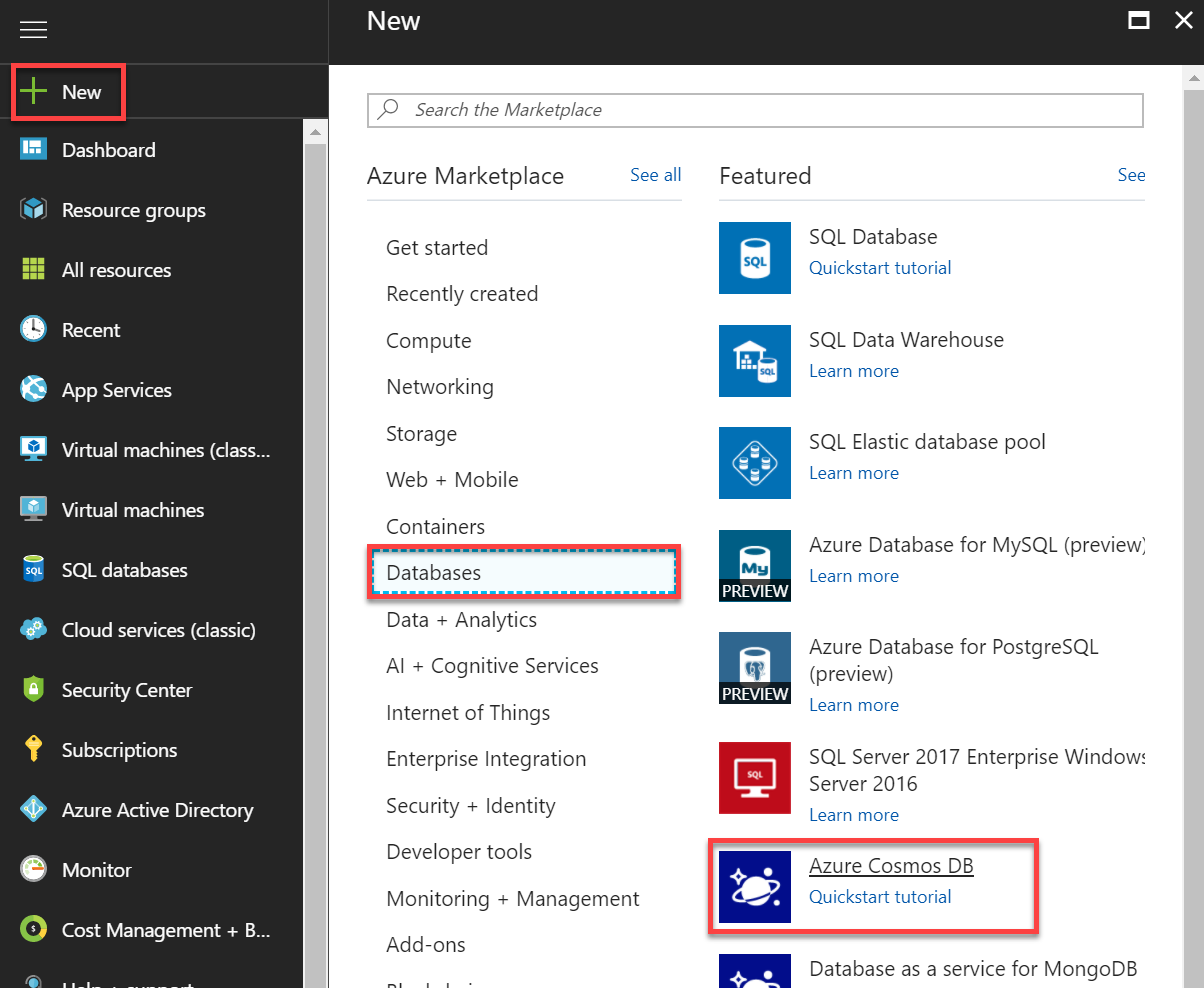 New
New
Dashboard
Resource groups
All resources
Recent
App Services
Virtual machines (class...
Virtual machines
SQL databases
SQL
Cloud services (classic)
Security Center
Subscriptions
Azure Active Directory
Monitor
Cost Management + B...
$
Help + support
Search the Marketplace
Azure Marketplace
See all
Get started
Recently created
Compute
Networking
Storage
Web + Mobile
Containers
Databases
Data + Analytics
AI + Cognitive Services
Internet of Things
Enterprise Integration
Security + Identity
Developer tools
Monitoring + Management
Add-ons
Featured
See
SQL
SQL Database
Quickstart tutorial
SQL
SQL Data Warehouse
Learn more
SQL Elastic database pool
Learn more
My
PREVIEW
Azure Database for MySQL (preview)
Learn more
PREVIEW
Azure Database for PostgreSQL
(preview)
Learn more
SQL
SQL Server 2017 Enterprise Windows
Server 2016
Learn more
Azure Cosmos DB
Quickstart tutorial
Database as a service for MongoDB